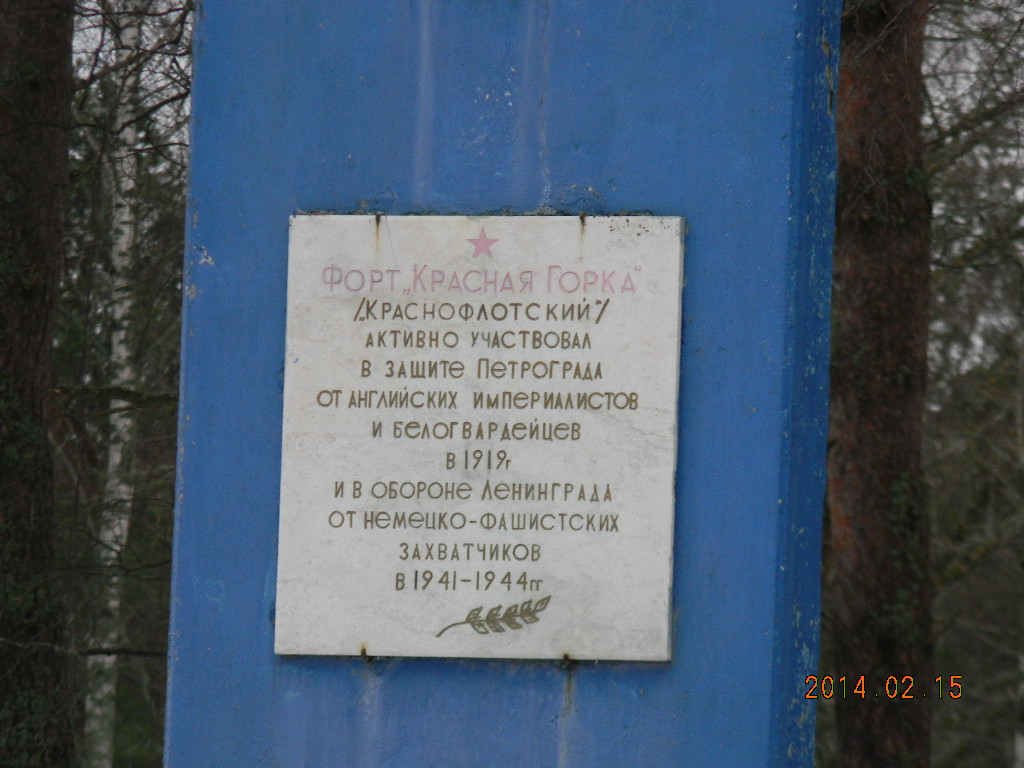 Форт „Красная Горка"
/„Краснофлотский"/
активно участвовал
в защите Петрограда
от английских империалистов
и белогвардейцев
в 1919г
и в обороне Ленинграда
от немецко-фашистских
захватчиков
в 1941-1944гг
2014.02.15